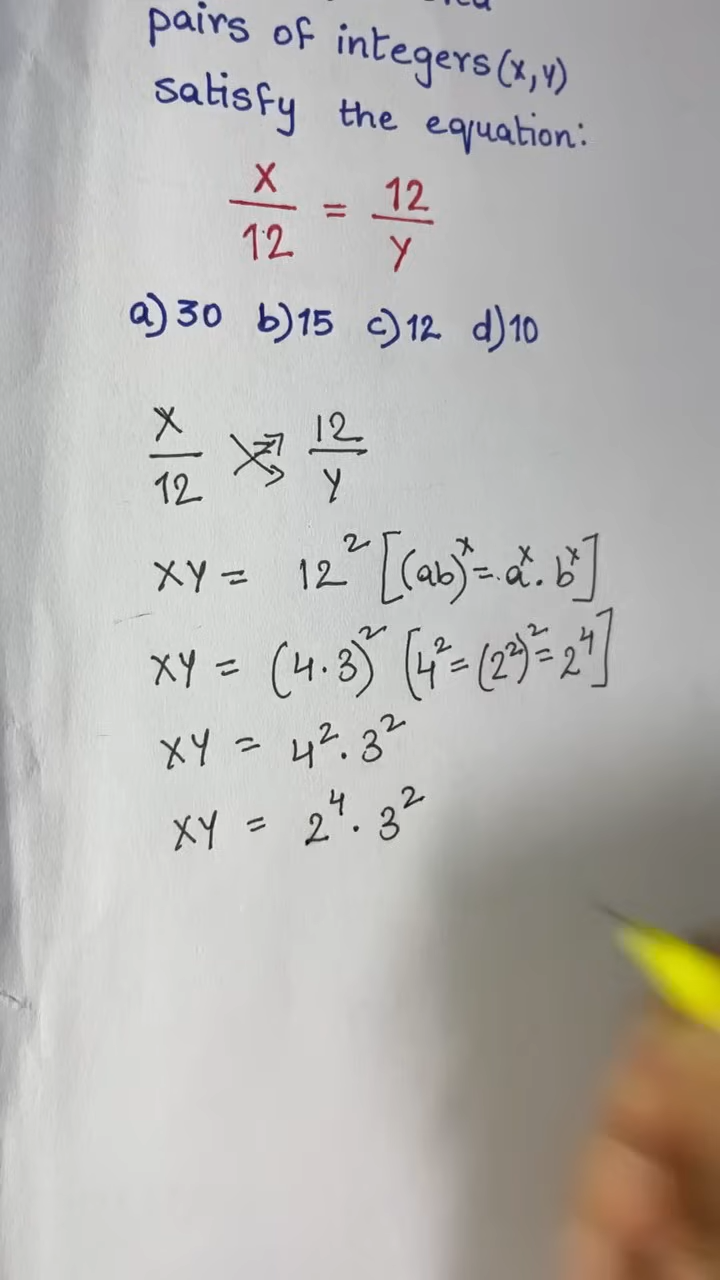 pairs of integers (x,y)
satisfy the equation:
x/12 = 12/y
a) 30 b) 15 c) 12 d) 10
x/12 12/y
xy = 12² [(ab)ˣ = aˣ . bˣ]
xy = (4 . 3)² [4² = (2²)² = 2⁴]
xy = 4² . 3²
xy = 2⁴ . 3²